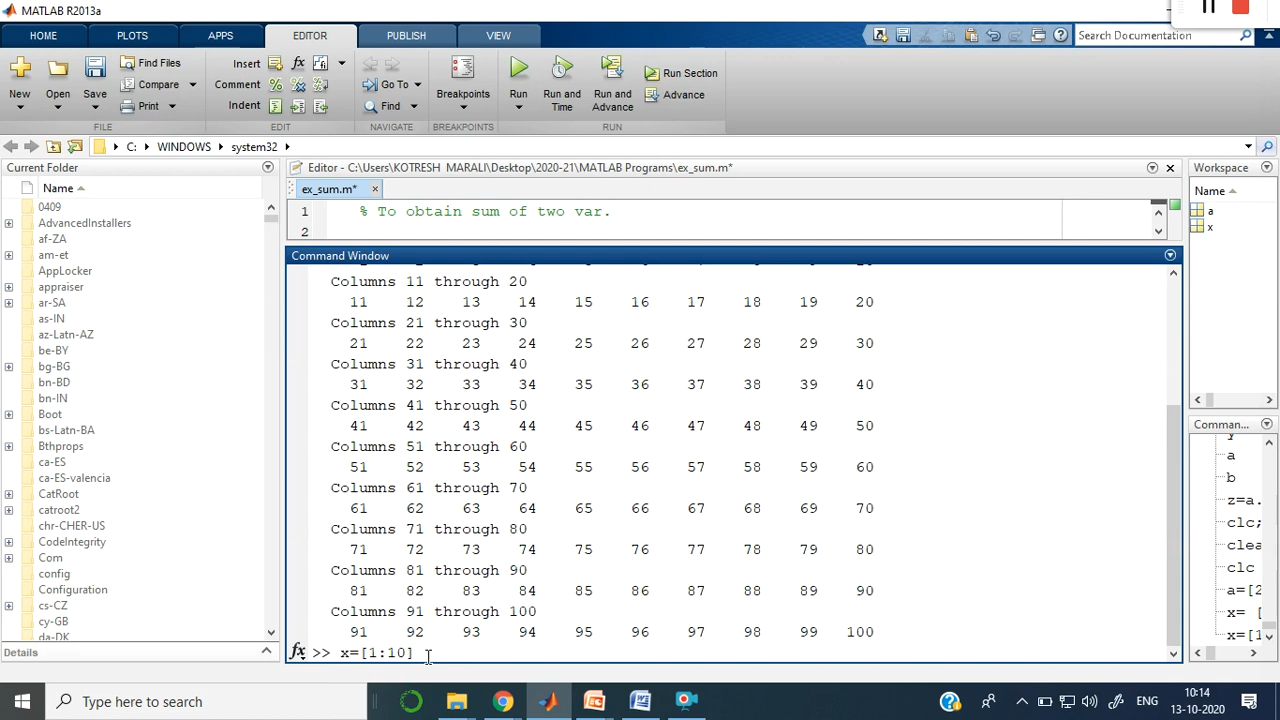 MATLAB R2013a
HOME PLOTS APPS EDITOR PUBLISH VIEW Search Documentation
New Open Save Find Files Compare Print
Insert Comment Indent
Go To Find
Breakpoints
Run Run and Time Run and Advance Run Section Advance
FILE EDIT NAVIGATE BREAKPOINTS RUN
C: WINDOWS system32
Current Folder
Name
0409
AdvancedInstallers
af-ZA
am-et
AppLocker
appraiser
ar-SA
as-IN
az-Latn-AZ
be-BY
bg-BG
bn-BD
bn-IN
Boot
bs-Latn-BA
Bthprops
ca-ES
ca-ES-valencia
CatRoot
catroot2
chr-CHER-US
CodeIntegrity
Com
config
Configuration
cs-CZ
cy-GB
da-DK
Details
Editor - C:\Users\KOTRESH MARALI\Desktop\2020-21\MATLAB Programs\ex_sum.m*
ex_sum.m*
1 % To obtain sum of two var.
2
Command Window
Columns 11 through 20
11 12 13 14 15 16 17 18 19 20
Columns 21 through 30
21 22 23 24 25 26 27 28 29 30
Columns 31 through 40
31 32 33 34 35 36 37 38 39 40
Columns 41 through 50
41 42 43 44 45 46 47 48 49 50
Columns 51 through 60
51 52 53 54 55 56 57 58 59 60
Columns 61 through 70
61 62 63 64 65 66 67 68 69 70
Columns 71 through 80
71 72 73 74 75 76 77 78 79 80
Columns 81 through 90
81 82 83 84 85 86 87 88 89 90
Columns 91 through 100
91 92 93 94 95 96 97 98 99 100
fx >> x=[1:10]
Workspace
Name
a
x
Comman...
a
b
z=a.
clc;
clea
clc
a=[2
x= [
x=[1
Type here to search
ENG
10:14
13-10-2020